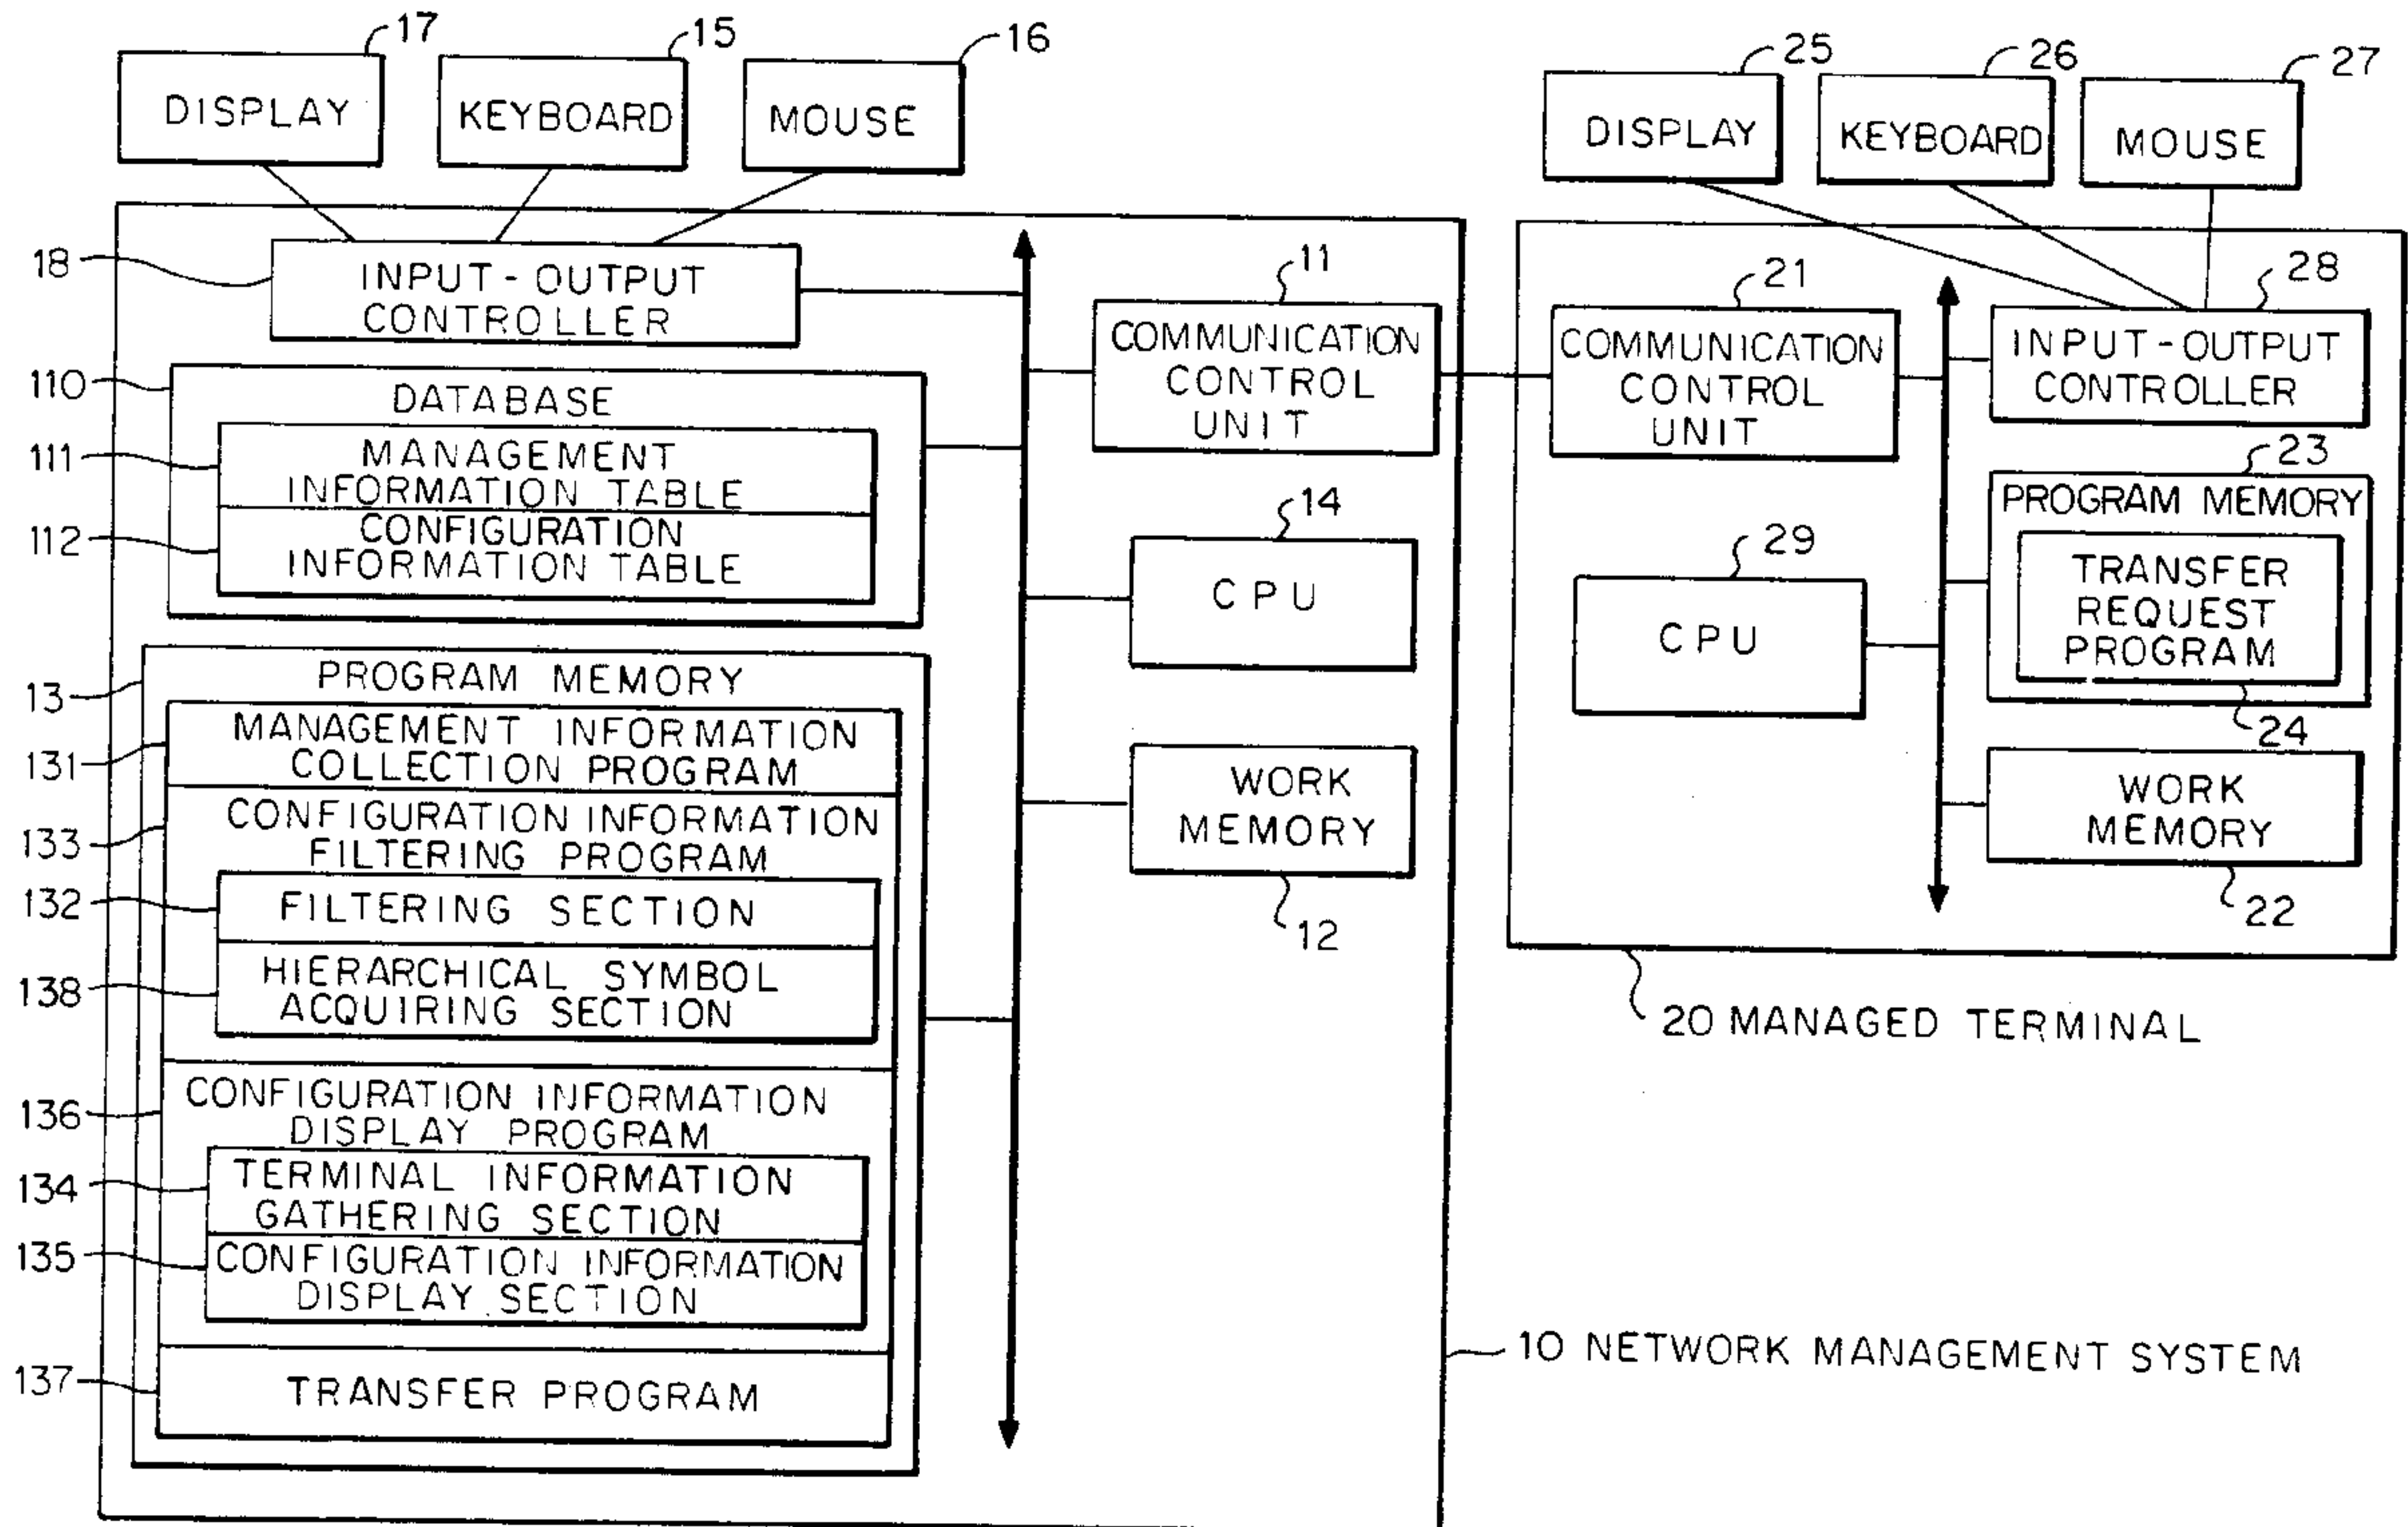 17
15
16
25
26
27
DISPLAY
KEYBOARD
MOUSE
DISPLAY
KEYBOARD
MOUSE
18
INPUT-OUTPUT
CONTROLLER
110
DATABASE
111
MANAGEMENT
INFORMATION TABLE
112
CONFIGURATION
INFORMATION TABLE
13
PROGRAM MEMORY
131
MANAGEMENT INFORMATION
COLLECTION PROGRAM
133
CONFIGURATION INFORMATION
FILTERING PROGRAM
132
FILTERING SECTION
138
HIERARCHICAL SYMBOL
ACQUIRING SECTION
136
CONFIGURATION INFORMATION
DISPLAY PROGRAM
134
TERMINAL INFORMATION
GATHERING SECTION
135
CONFIGURATION INFORMATION
DISPLAY SECTION
137
TRANSFER PROGRAM
11
COMMUNICATION
CONTROL
UNIT
14
CPU
WORK
MEMORY
12
10 NETWORK MANAGEMENT SYSTEM
21
COMMUNICATION
CONTROL
UNIT
29
CPU
28
INPUT-OUTPUT
CONTROLLER
23
PROGRAM MEMORY
TRANSFER
REQUEST
PROGRAM
24
WORK
MEMORY
22
20 MANAGED TERMINAL